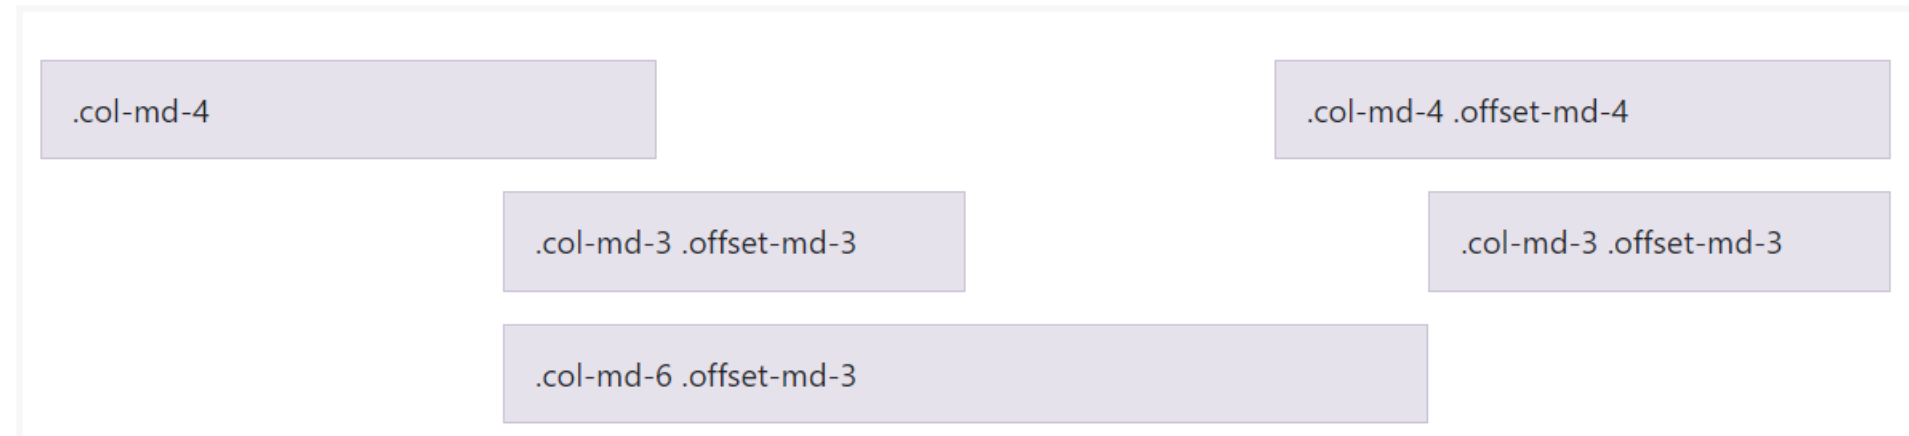 .col-md-4
.col-md-4 .offset-md-4
.col-md-3 .offset-md-3
.col-md-3 .offset-md-3
.col-md-6 .offset-md-3